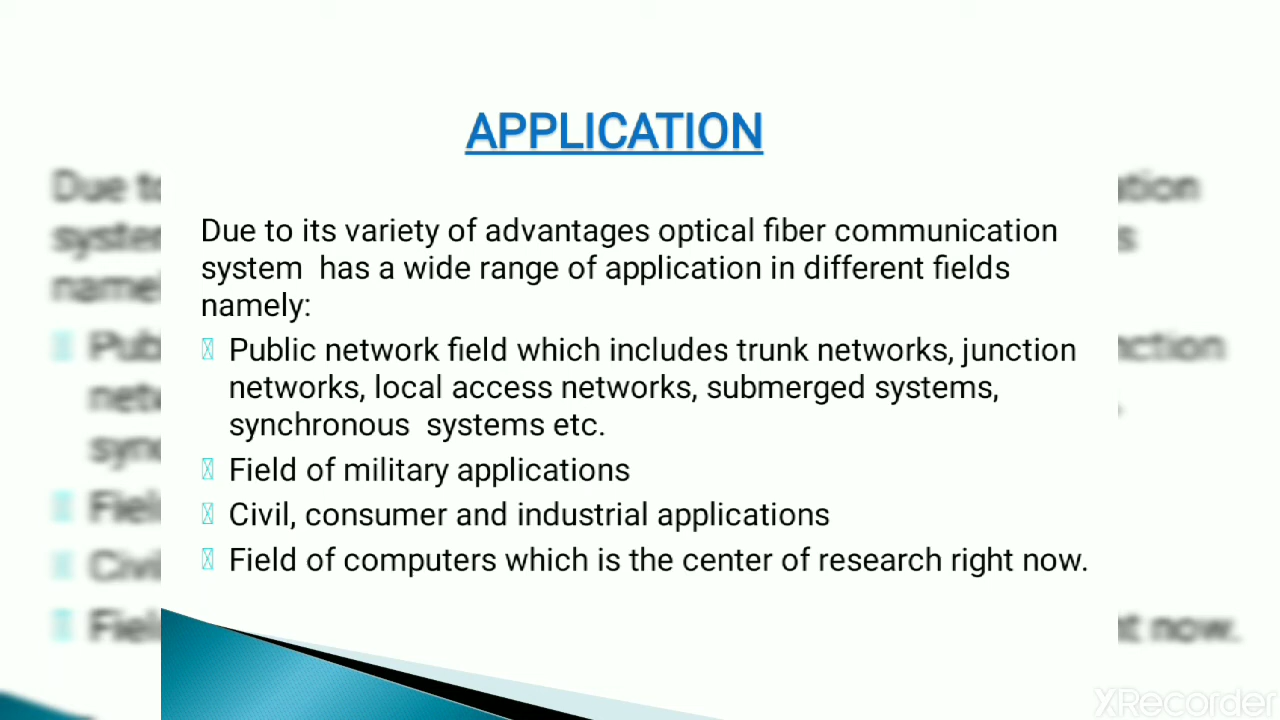 APPLICATION
Due to its variety of advantages optical fiber communication
system  has a wide range of application in different fields
namely:
Public network field which includes trunk networks, junction
networks, local access networks, submerged systems,
synchronous  systems etc.
Field of military applications
Civil, consumer and industrial applications
Field of computers which is the center of research right now.
XRecorder